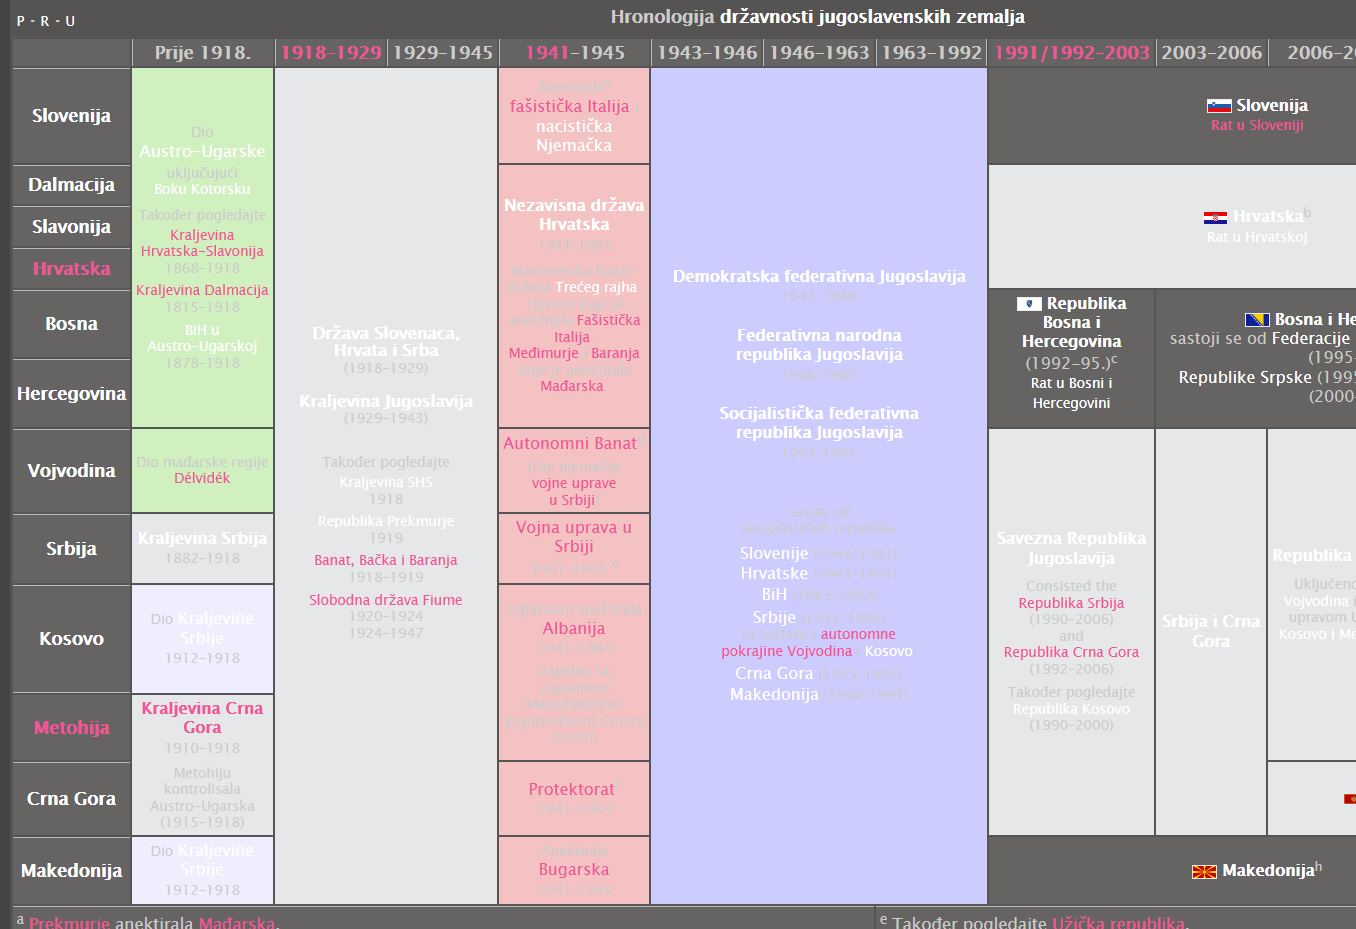 P - R - U
Hronologija državnosti jugoslavenskih zemalja
Prije 1918.
1918-1929
1929-1945
1941-1945
1943-1946
1946-1963
1963-1992
1991/1992-2003
2003-2006
2006-20
Slovenija
Dalmacija
Slavonija
Hrvatska
Bosna
Hercegovina
Vojvodina
Srbija
Kosovo
Metohija
Crna Gora
Makedonija
Dio
Austro-Ugarske
uključujući
Boku Kotorsku
Također pogledajte
Kraljevina
Hrvatska-Slavonija
1868-1918
Kraljevina Dalmacija
1815-1918
BiH u
Austro-Ugarskoj
1878-1918
Dio mađarske regije
Délvidék
Kraljevina Srbija
1882-1918
Dio Kraljevine
Srbije
1912-1918
Kraljevina Crna
Gora
1910-1918
Metohiju
kontrolisala
Austro-Ugarska
(1915-1918)
Dio Kraljevine
Srbije
1912-1918
Država Slovenaca,
Hrvata i Srba
(1918-1929)
Kraljevina Jugoslavija
(1929-1943)
Također pogledajte
Kraljevina SHS
1918
Republika Prekmurje
1919
Banat, Bačka i Baranja
1918-1919
Slobodna država Fiume
1920-1924
1924-1947
Anektirale a
fašistička Italija i
nacistička
Njemačka
Nezavisna država
Hrvatska
1941-1945
Marionetska kvazi-
država Trećeg rajha
Dijelovi koje je
anektirala Fašistička
Italija
Međimurje i Baranja
koje je anektirala
Mađarska
Autonomni Banat
(Dio njemačke
vojne uprave
u Srbiji)
Vojna uprava u
Srbiji
1941-1944 e
Uglavnom anektirala
Albanija
1941-1944
zajedno sa
zapadnom
Makedonijom i
jugoistočnom Crnom
Gorom
Protektorat f
1941-1944
Anektirala
Bugarska
1941-1944
Demokratska federativna Jugoslavija
1943-1946
Federativna narodna
republika Jugoslavija
1946-1963
Socijalistička federativna
republika Jugoslavija
1963-1992
Sastav od
socijalističkih republika
Slovenije (1944-1991)
Hrvatske (1943-1991)
BiH (1943-1992)
Srbije (1943-1992)
(u sastavu i autonomne
pokrajine Vojvodina i Kosovo)
Crna Gora (1943-1992)
Makedonija (1944-1991)
Slovenija
Rat u Sloveniji
Hrvatska b
Rat u Hrvatskoj
Republika
Bosna i
Hercegovina
(1992-95.) c
Rat u Bosni i
Hercegovini
Bosna i He
sastoji se od Federacije
(1995-
Republike Srpske (1995
(2000-
Savezna Republika
Jugoslavija
Consisted the
Republika Srbija
(1990-2006)
and
Republika Crna Gora
(1992-2006)
Također pogledajte
Republika Kosovo
(1990-2000)
Srbija i Crna
Gora
Republika
Uključeno
Vojvodina
upravom U
Kosovo i Me
Makedonija h
a Prekmurje anektirala Mađarska.
e Također pogledajte Užička republika.